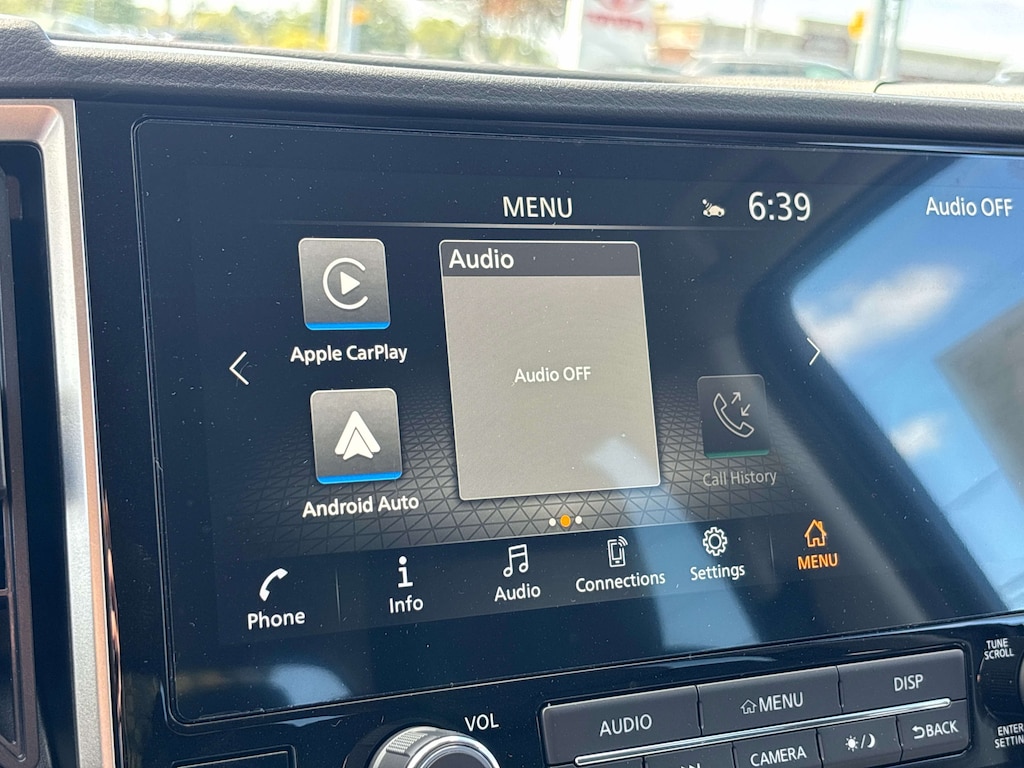 MENU
6:39
Audio OFF
Audio
Apple CarPlay
Audio OFF
Android Auto
Call History
Phone
Info
Audio
Connections
Settings
MENU
VOL
AUDIO
MENU
DISP
TUNE
SCROLL
CAMERA
BACK
ENTER